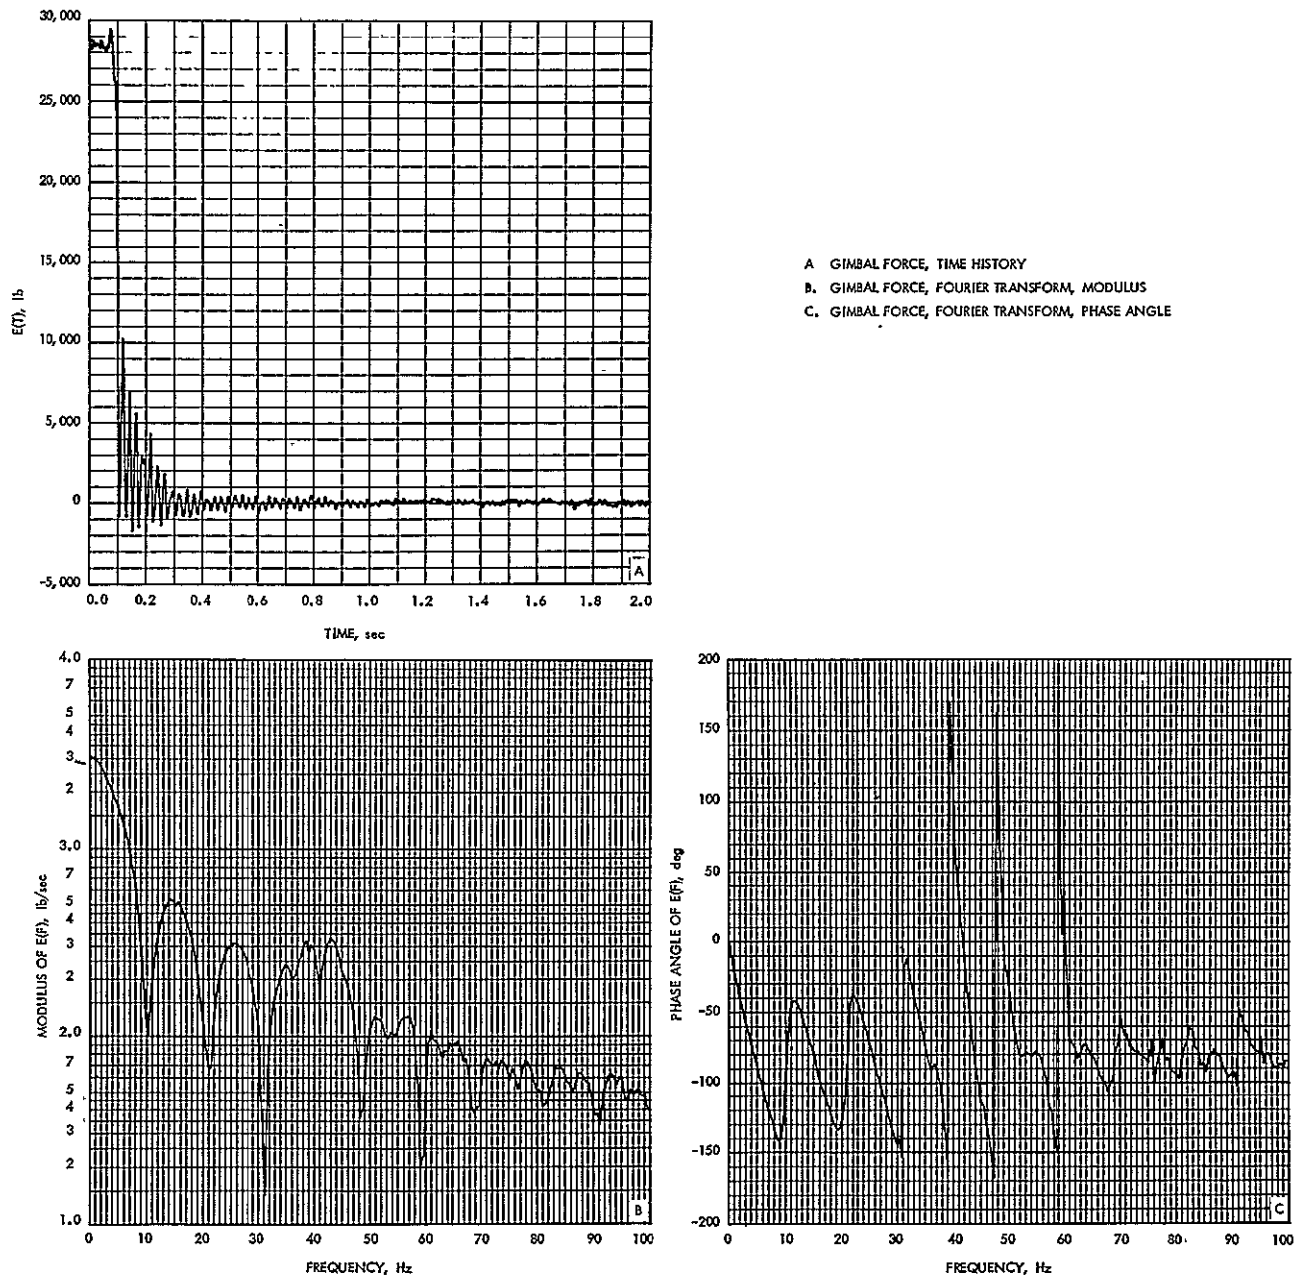 30,000
25,000
20,000
15,000
10,000
5,000
0
-5,000
E(T), lb
A
0.0 0.2 0.4 0.6 0.8 1.0 1.2 1.4 1.6 1.8 2.0
TIME, sec
A GIMBAL FORCE, TIME HISTORY
B. GIMBAL FORCE, FOURIER TRANSFORM, MODULUS
C. GIMBAL FORCE, FOURIER TRANSFORM, PHASE ANGLE
4.0
7
5
4
3
2
3.0
7
5
4
3
2
2.0
7
5
4
3
2
1.0
MODULUS OF E(F), lb/sec
B
0 10 20 30 40 50 60 70 80 90 100
FREQUENCY, Hz
200
150
100
50
0
-50
-100
-150
-200
PHASE ANGLE OF E(F), deg
C
0 10 20 30 40 50 60 70 80 90 100
FREQUENCY, Hz